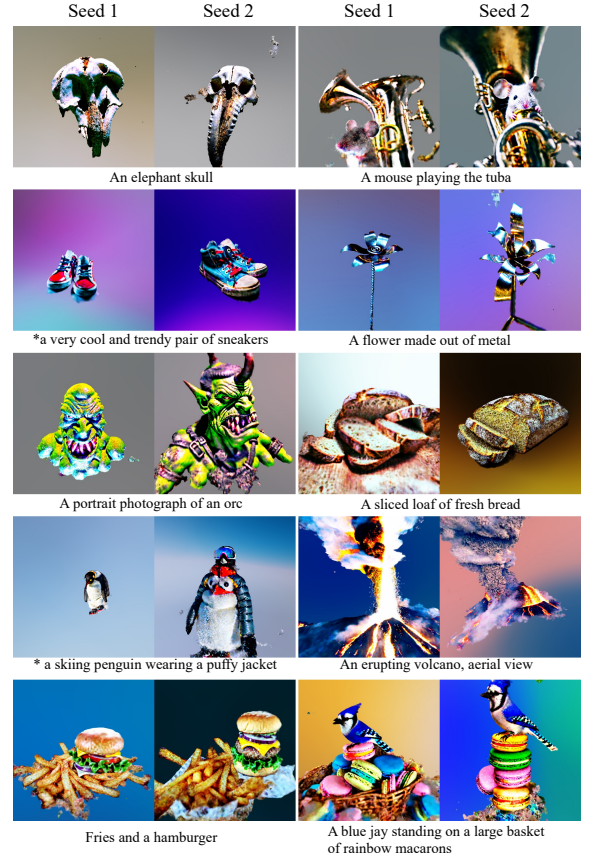 Seed 1 Seed 2 Seed 1 Seed 2
An elephant skull A mouse playing the tuba
*a very cool and trendy pair of sneakers A flower made out of metal
A portrait photograph of an orc A sliced loaf of fresh bread
* a skiing penguin wearing a puffy jacket An erupting volcano, aerial view
Fries and a hamburger A blue jay standing on a large basket
of rainbow macarons